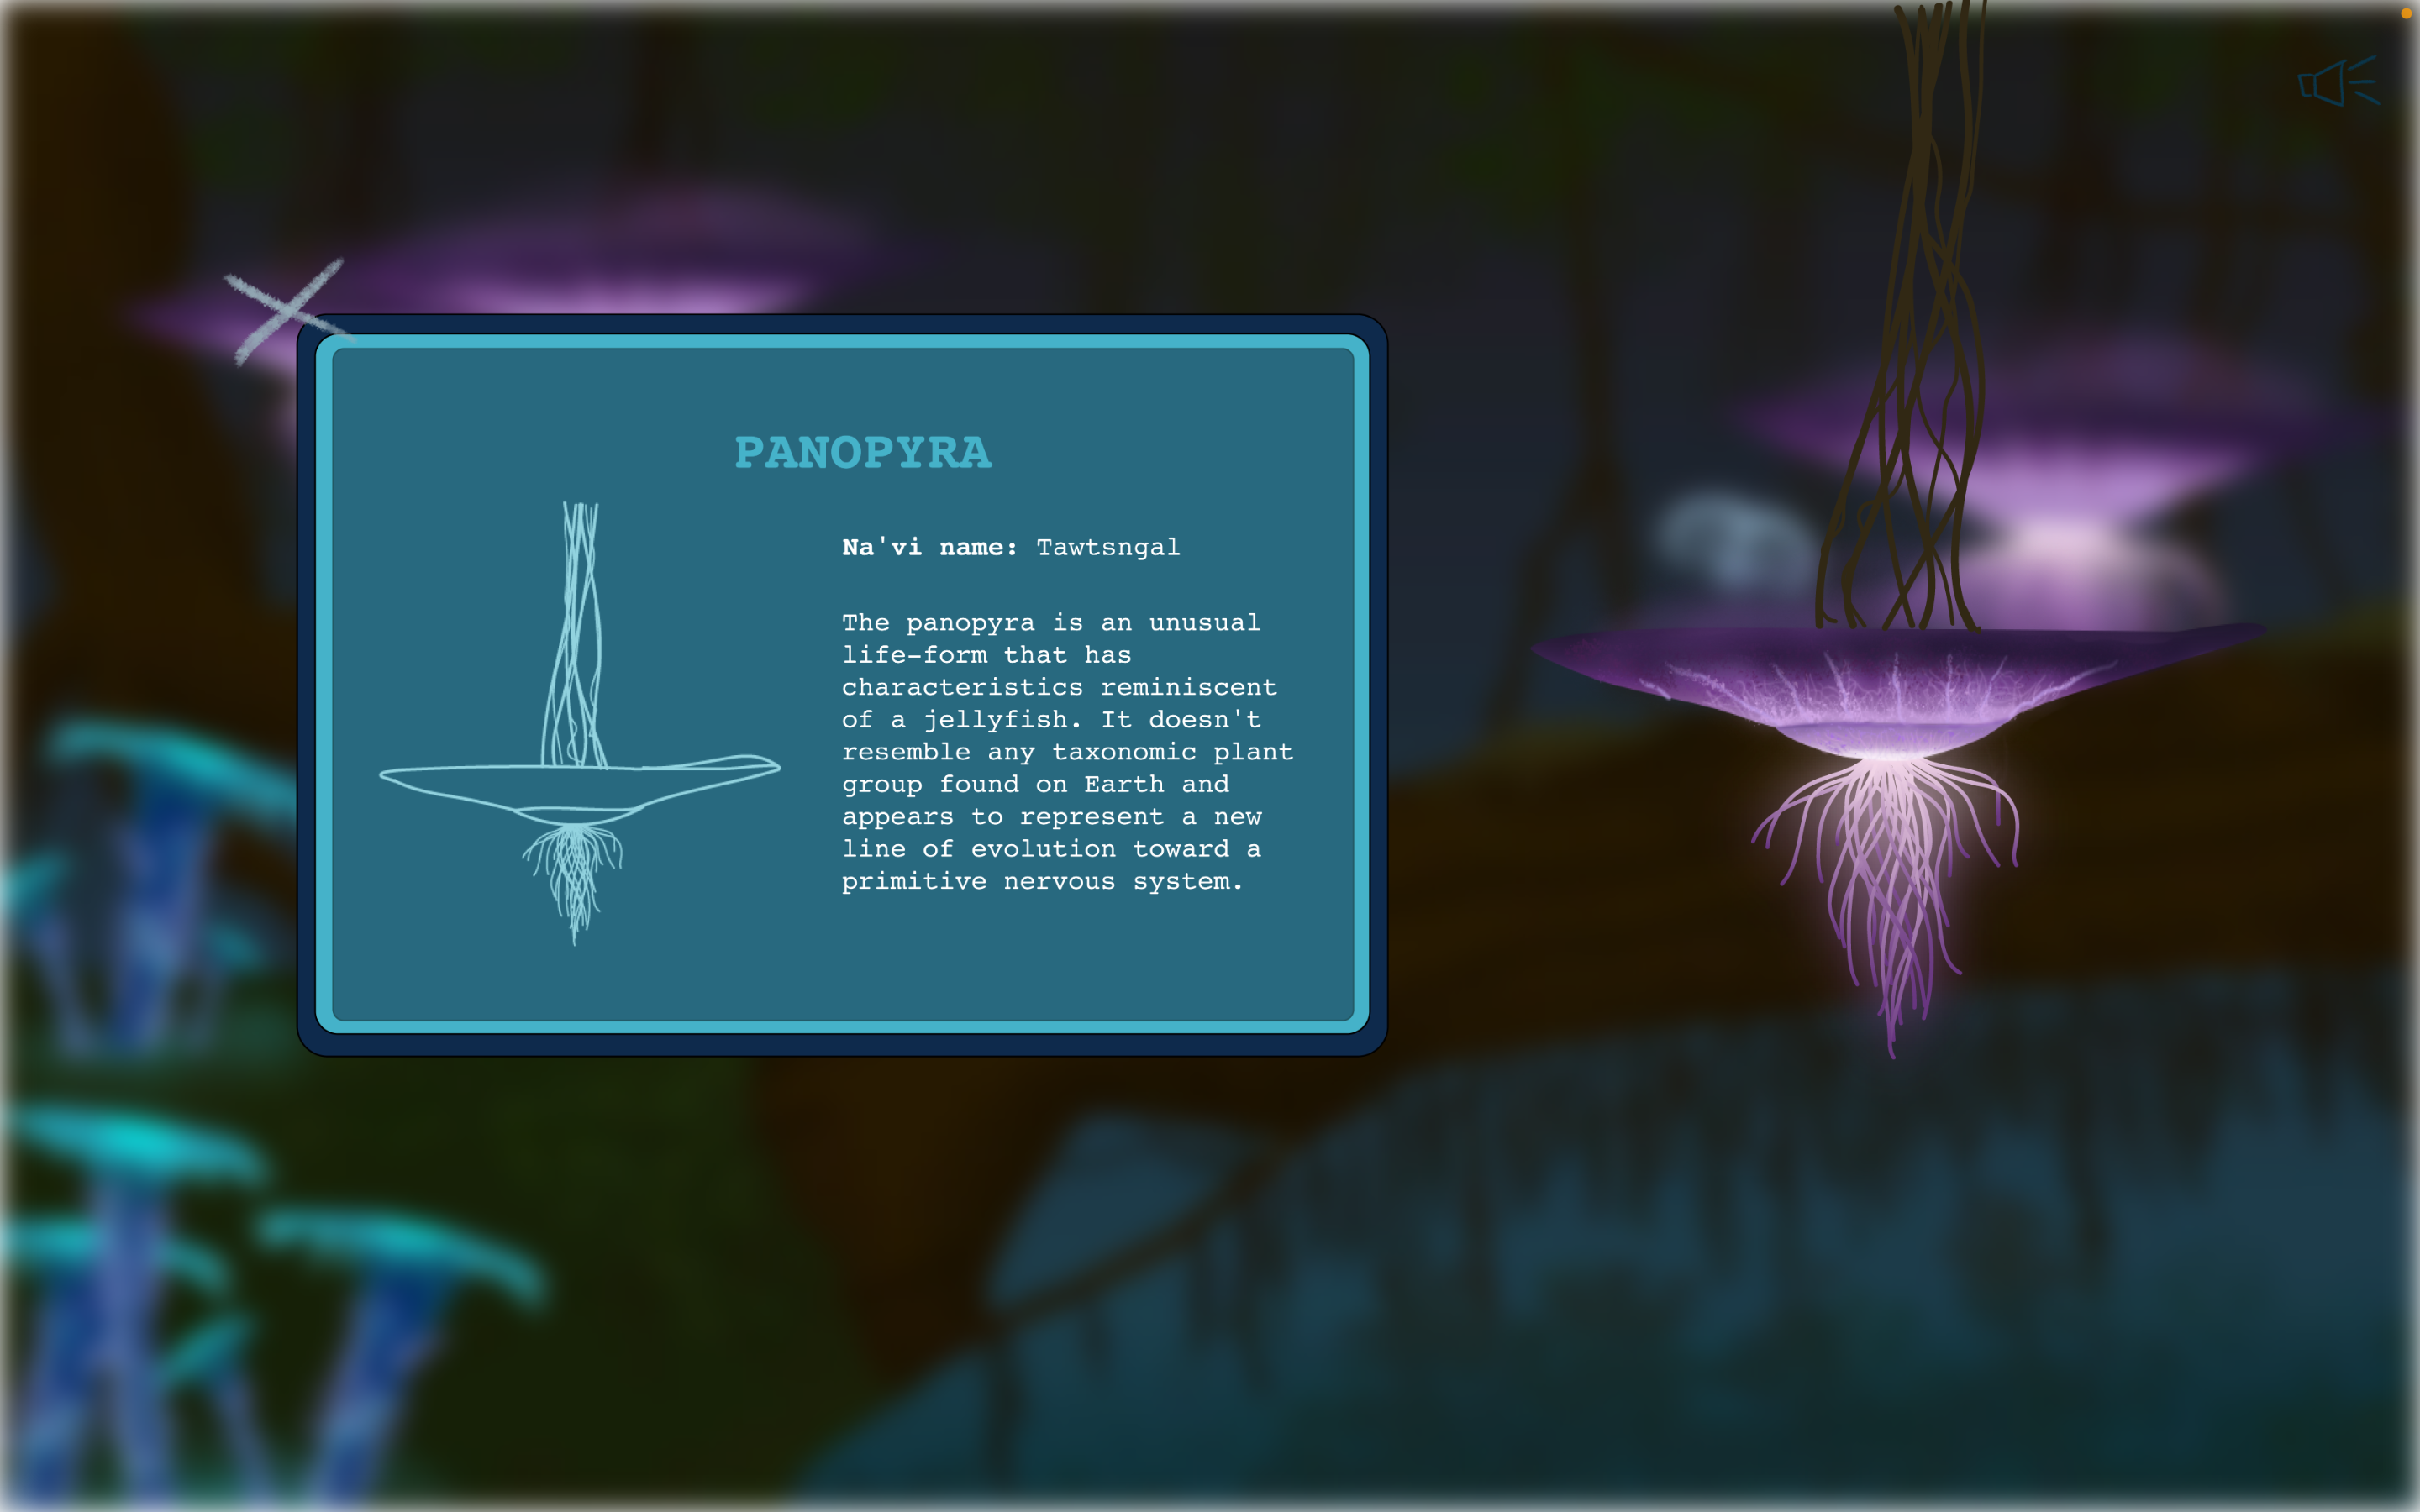 PANOPYRA
Na'vi name: Tawtsngal
The panopyra is an unusual
life-form that has
characteristics reminiscent
of a jellyfish. It doesn't
resemble any taxonomic plant
group found on Earth and
appears to represent a new
line of evolution toward a
primitive nervous system.